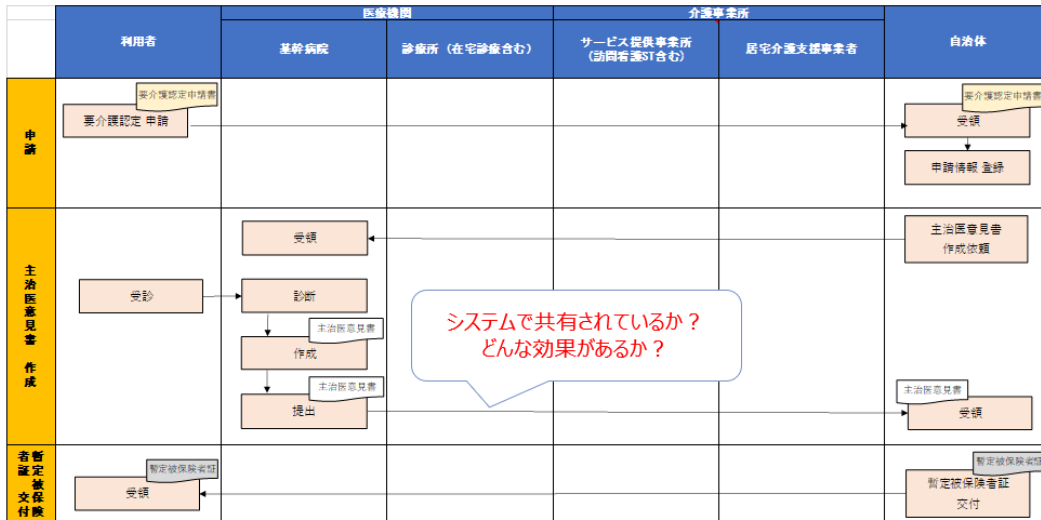 医療機関
介護事業所
利用者
基幹病院
診療所（在宅診療含む）
サービス提供事業所
（訪問看護ST含む）
居宅介護支援事業者
自治体
申請
要介護認定申請書
要介護認定 申請
要介護認定申請書
受領
申請情報 登録
主治医意見書 作成
受領
主治医意見書
作成依頼
受診
診断
主治医意見書
作成
主治医意見書
提出
システムで共有されているか？
どんな効果があるか？
主治医意見書
受領
暫定被保険者証 交付
暫定被保険者証
受領
暫定被保険者証
暫定被保険者証
交付